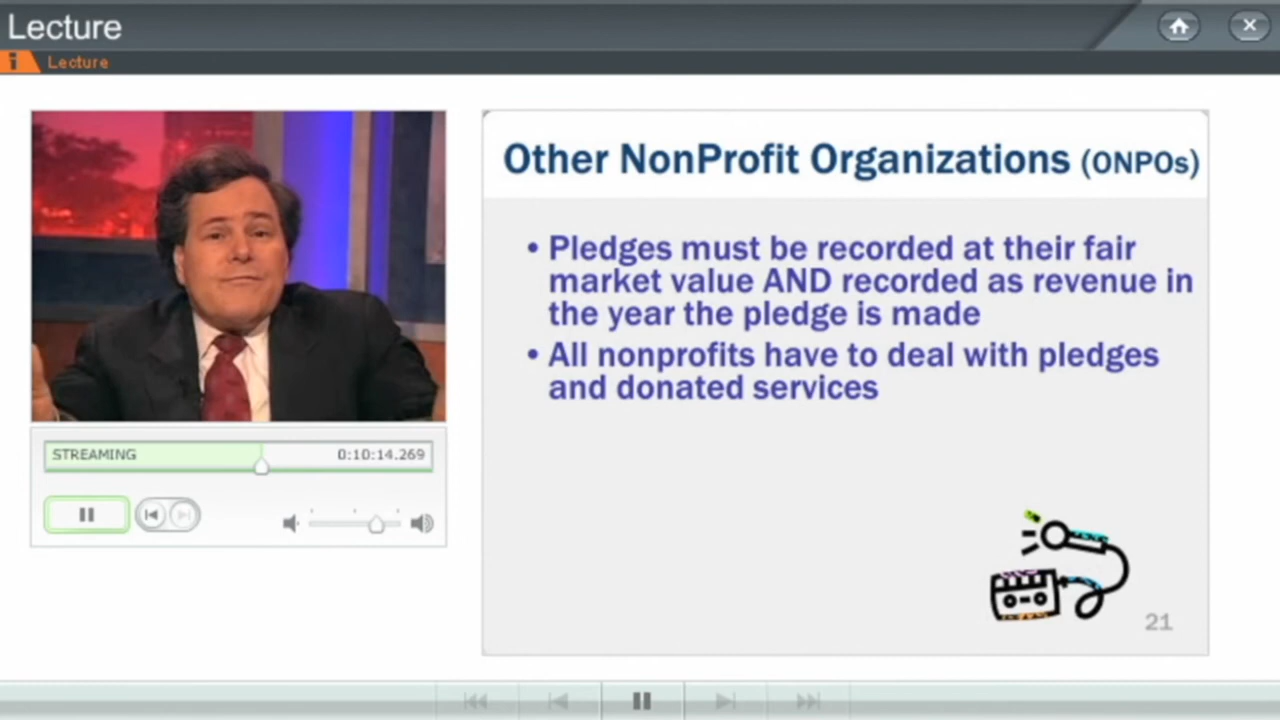 Lecture
i Lecture
Other NonProfit Organizations (ONPOs)
• Pledges must be recorded at their fair
market value AND recorded as revenue in
the year the pledge is made
• All nonprofits have to deal with pledges
and donated services
STREAMING 0:10:14.269
21